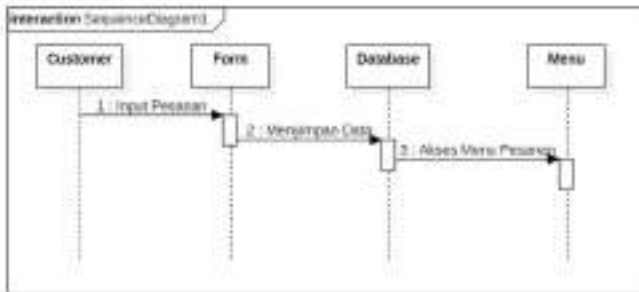 interaction SequenceDiagram1
Customer
Form
Database
Menu
1 : Input Pesanan
2 : Menyimpan Data
3 : Akses Menu Pesanan